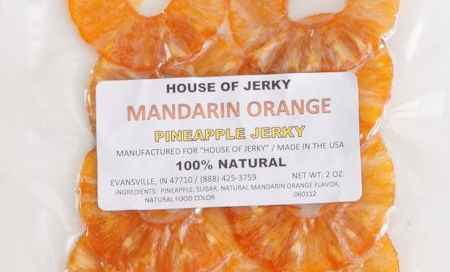 HOUSE OF JERKY
MANDARIN ORANGE
PINEAPPLE JERKY
MANUFACTURED FOR "HOUSE OF JERKY" / MADE IN THE USA
100% NATURAL
EVANSVILLE, IN 47710 / (888) 425-3759 NET WT. 2 OZ.
INGREDIENTS: PINEAPPLE, SUGAR, NATURAL MANDARIN ORANGE FLAVOR, 060112
NATURAL FOOD COLOR